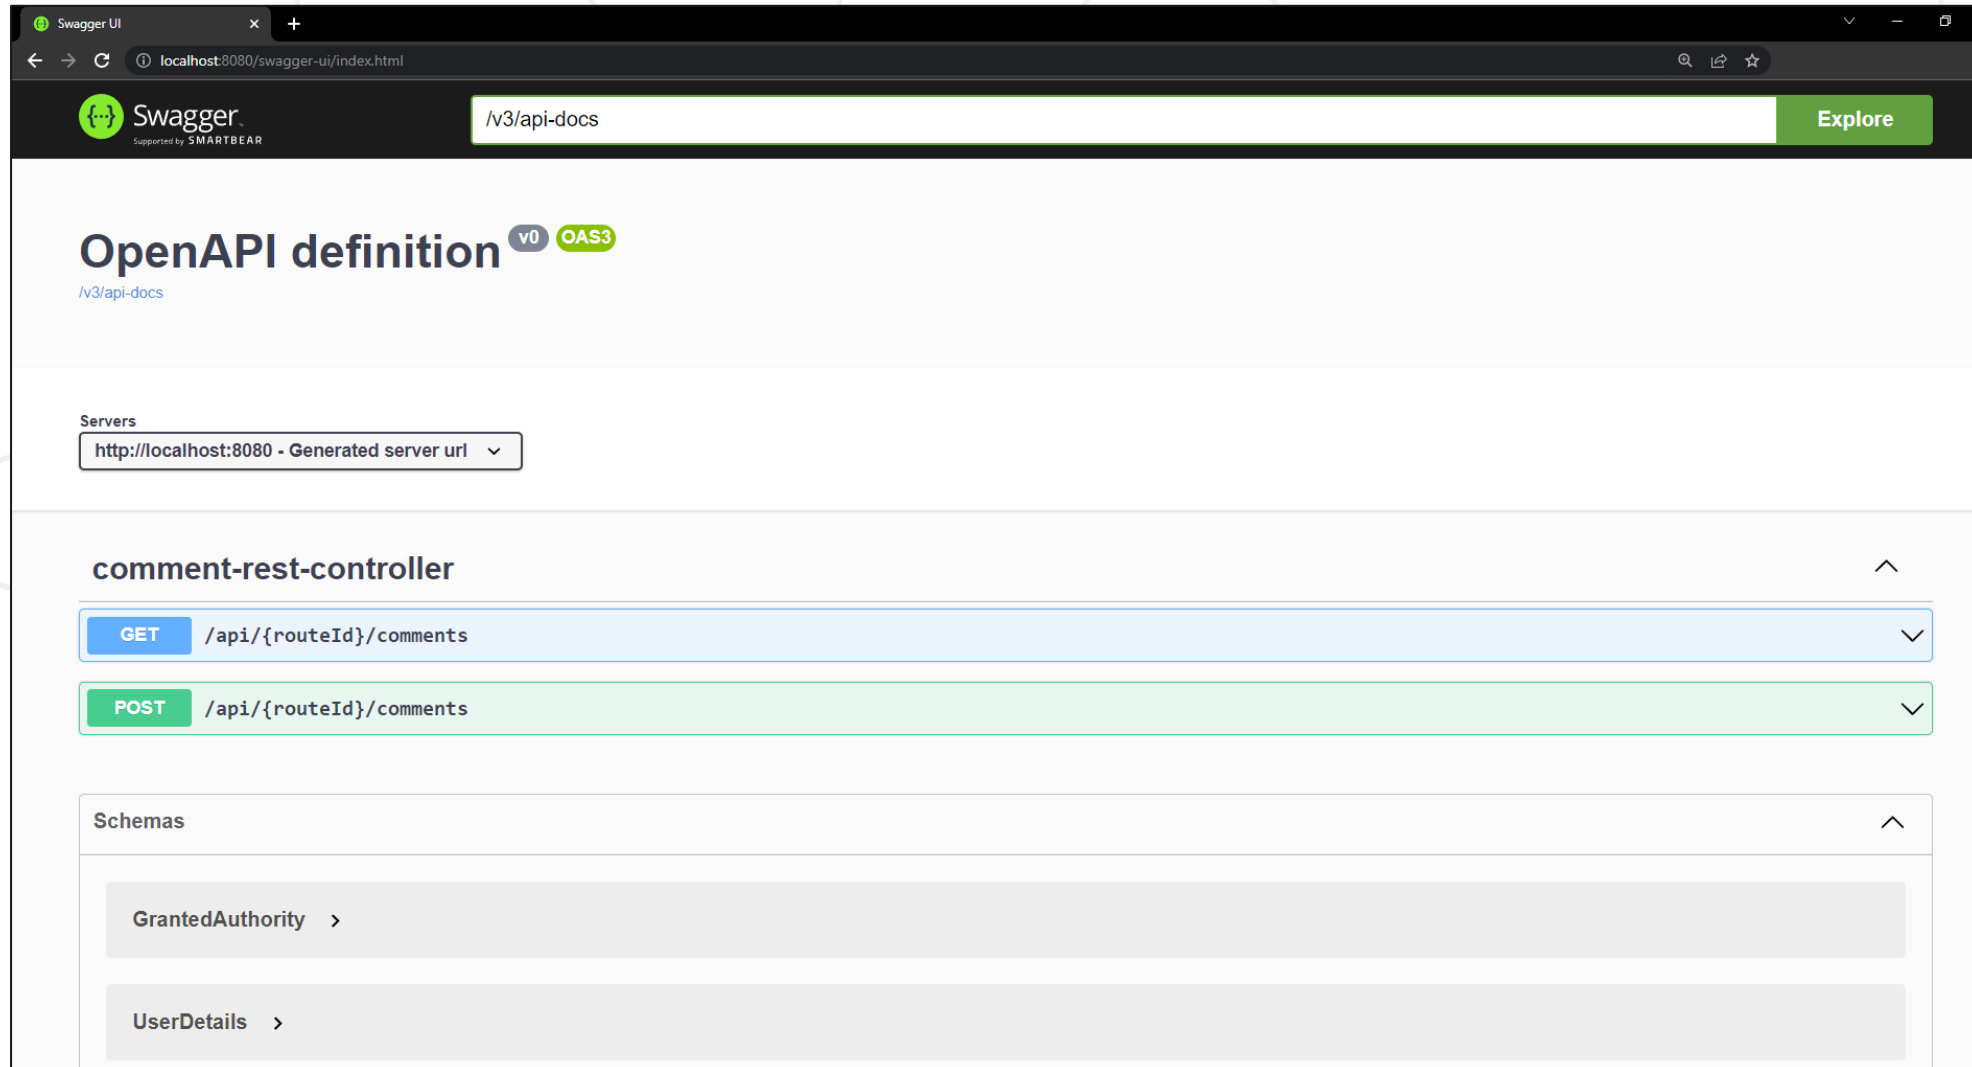 Swagger UI
localhost:8080/swagger-ui/index.html
Swagger
Supported by SMARTBEAR
/v3/api-docs
Explore
OpenAPI definition v0 OAS3
/v3/api-docs
Servers
http://localhost:8080 - Generated server url
comment-rest-controller
GET /api/{routeId}/comments
POST /api/{routeId}/comments
Schemas
GrantedAuthority
UserDetails